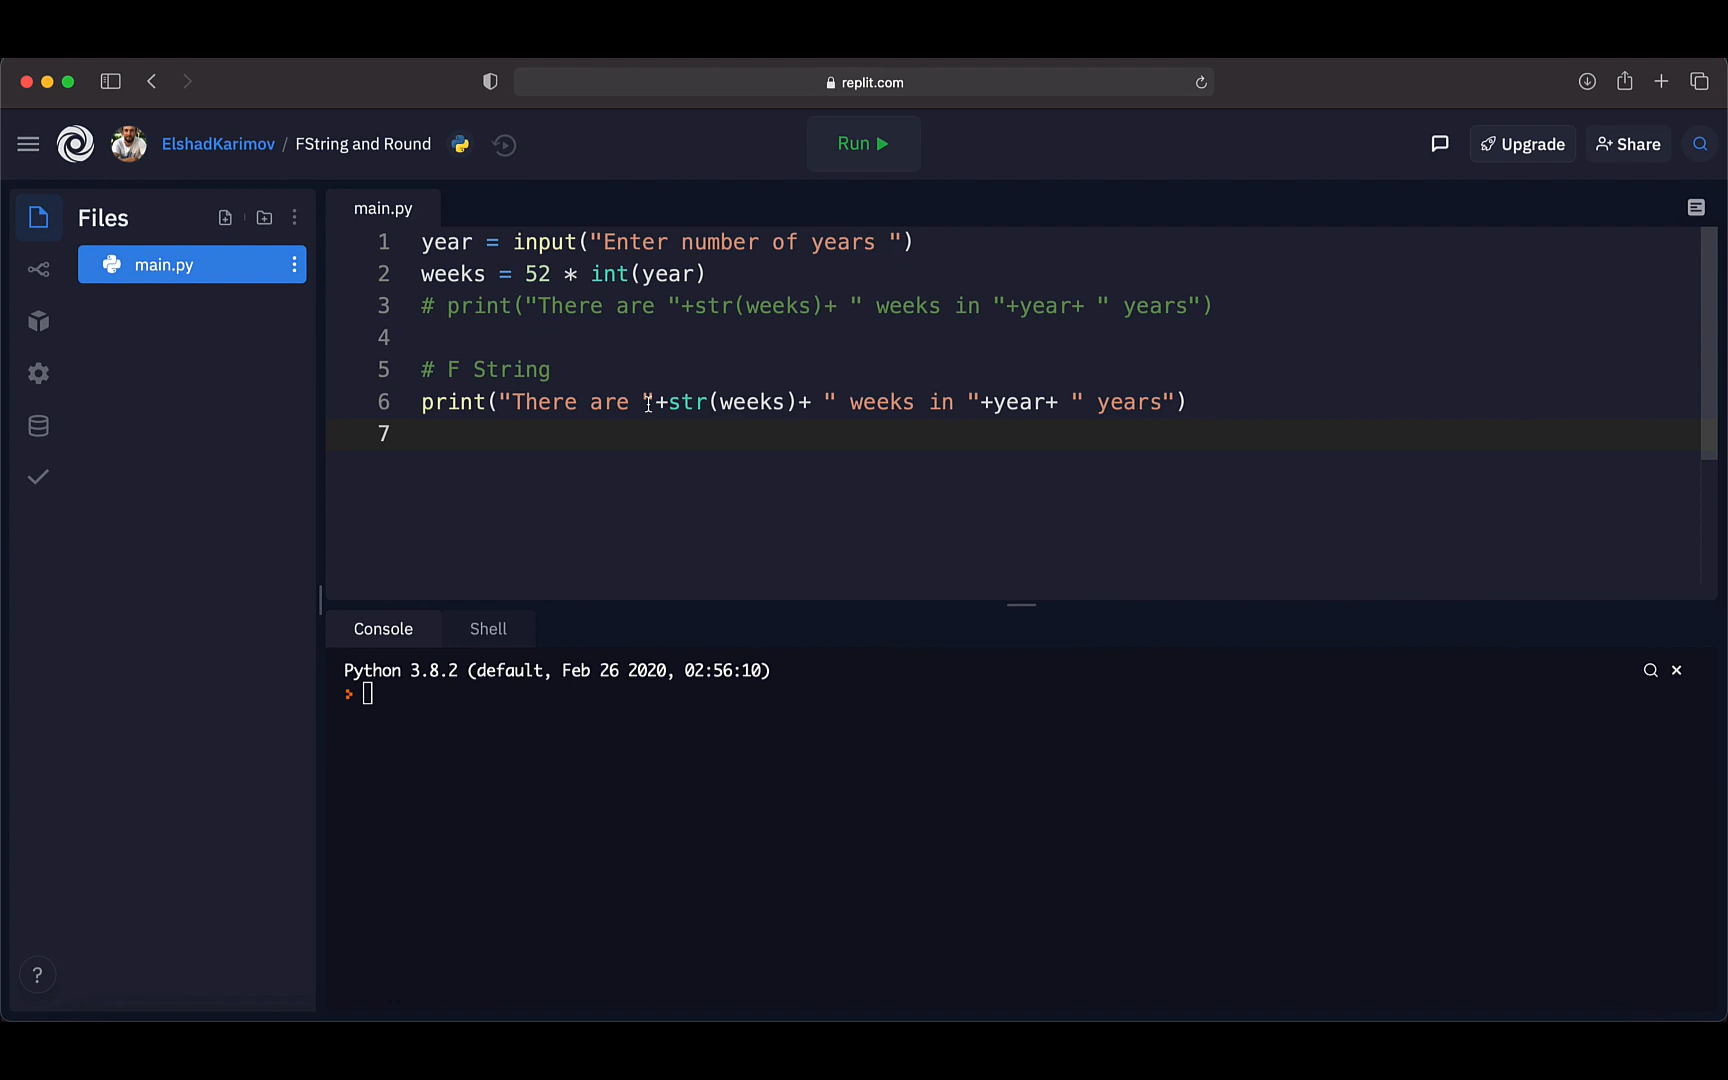 replit.com
ElshadKarimov / FString and Round
Run
Upgrade
Share
Files
main.py
main.py
1 year = input("Enter number of years ")
2 weeks = 52 * int(year)
3 # print("There are "+str(weeks)+ " weeks in "+year+ " years")
4
5 # F String
6 print("There are "+str(weeks)+ " weeks in "+year+ " years")
7
Console
Shell
Python 3.8.2 (default, Feb 26 2020, 02:56:10)
?